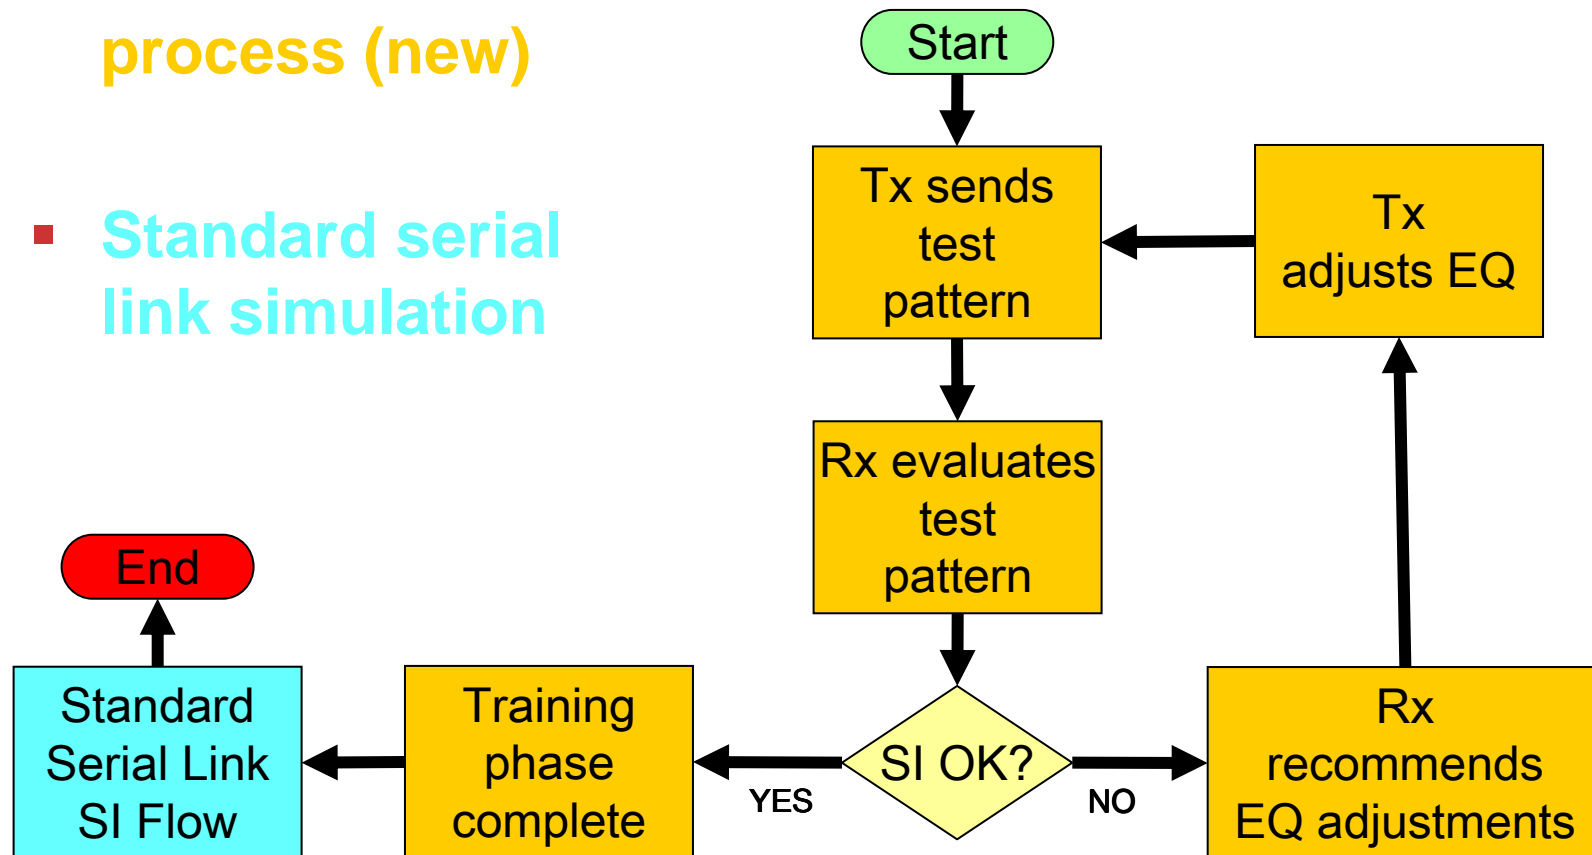 process (new)
Standard serial
link simulation
Start
Tx sends
test
pattern
Tx
adjusts EQ
Rx evaluates
test
pattern
End
Standard
Serial Link
SI Flow
Training
phase
complete
SI OK?
YES
NO
Rx
recommends
EQ adjustments